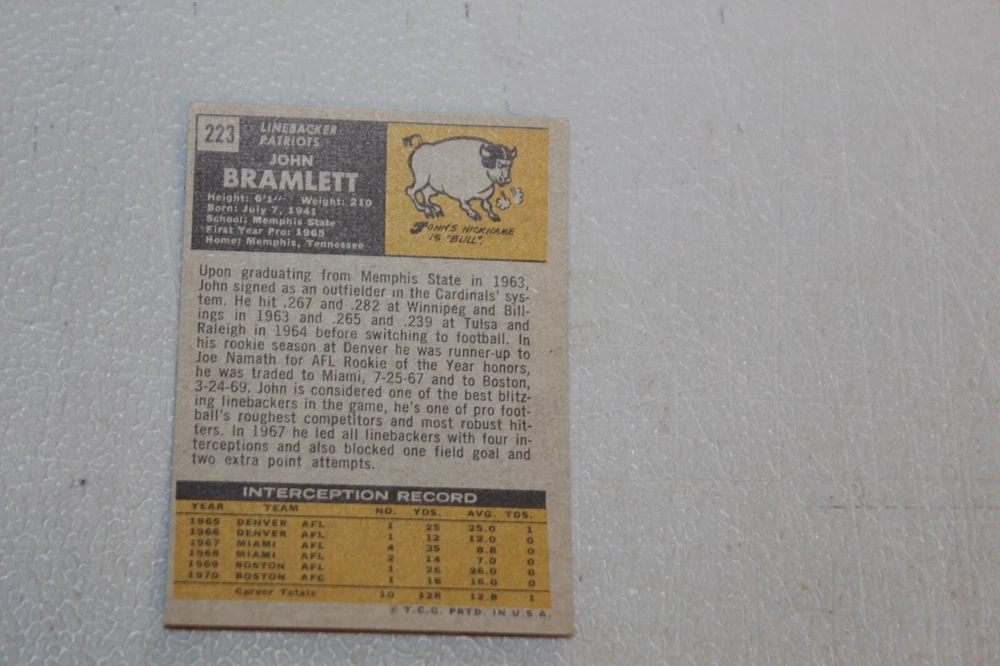 223
LINEBACKER
PATRIOTS
JOHN
BRAMLETT
Height: 6'1" Weight: 210
Born: July 7, 1941
School: Memphis State
First Year Pro: 1965
Home: Memphis, Tennessee
JOHN'S NICKNAME
IS "BULL".
Upon graduating from Memphis State in 1963,
John signed as an outfielder in the Cardinals' sys-
tem. He hit .267 and .282 at Winnipeg and Bill-
ings in 1963 and .265 and .239 at Tulsa and
Raleigh in 1964 before switching to football. In
his rookie season at Denver he was runner-up to
Joe Namath for AFL Rookie of the Year honors,
he was traded to Miami, 7-25-67 and to Boston,
3-24-69. John is considered one of the best blitz-
ing linebackers in the game, he's one of pro foot-
ball's roughest competitors and most robust hit-
ters. In 1967 he led all linebackers with four in-
terceptions and also blocked one field goal and
two extra point attempts.
INTERCEPTION RECORD
YEAR TEAM NO. YDS. AVG. TDS.
1965 DENVER AFL 1 25 25.0 1
1966 DENVER AFL 1 12 12.0 0
1967 MIAMI AFL 4 35 8.8 0
1968 MIAMI AFL 2 14 7.0 0
1969 BOSTON AFL 1 26 26.0 0
1970 BOSTON AFC 1 16 16.0 0
Career Totals 10 128 12.8 1
© T.C.G. PRTD. IN U.S.A.